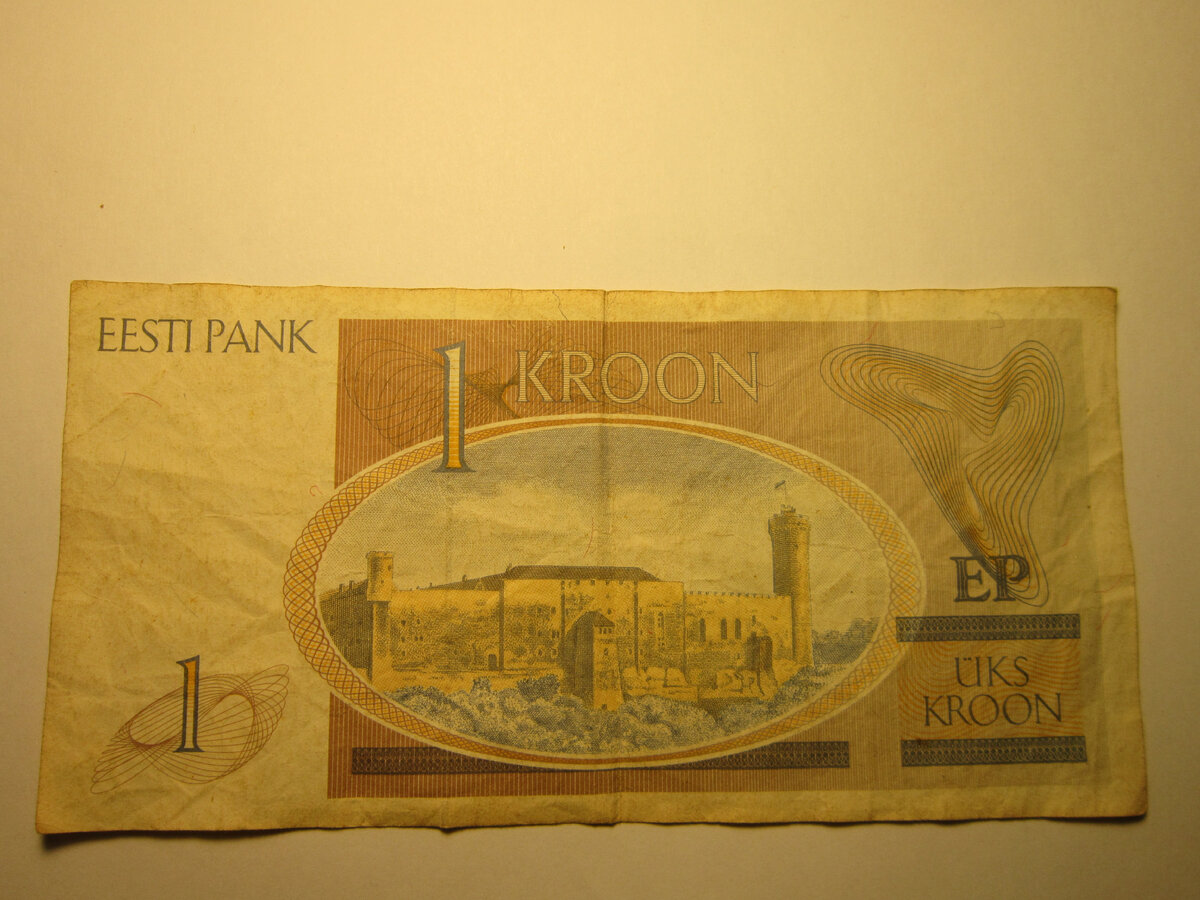 EESTI PANK
1 KROON
EP
ÜKS
KROON
1